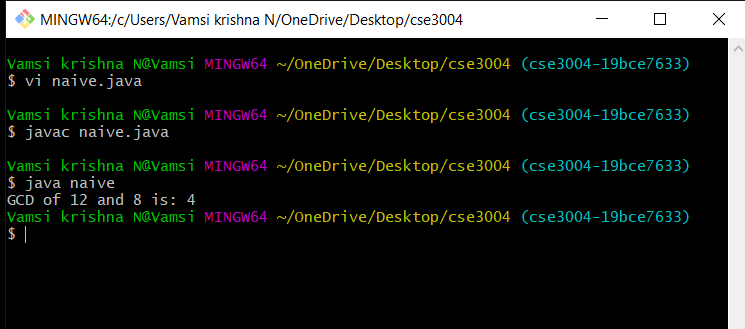 MINGW64:/c/Users/Vamsi krishna N/OneDrive/Desktop/cse3004
Vamsi krishna N@Vamsi MINGW64 ~/OneDrive/Desktop/cse3004 (cse3004-19bce7633)
$ vi naive.java
Vamsi krishna N@Vamsi MINGW64 ~/OneDrive/Desktop/cse3004 (cse3004-19bce7633)
$ javac naive.java
Vamsi krishna N@Vamsi MINGW64 ~/OneDrive/Desktop/cse3004 (cse3004-19bce7633)
$ java naive
GCD of 12 and 8 is: 4
Vamsi krishna N@Vamsi MINGW64 ~/OneDrive/Desktop/cse3004 (cse3004-19bce7633)
$